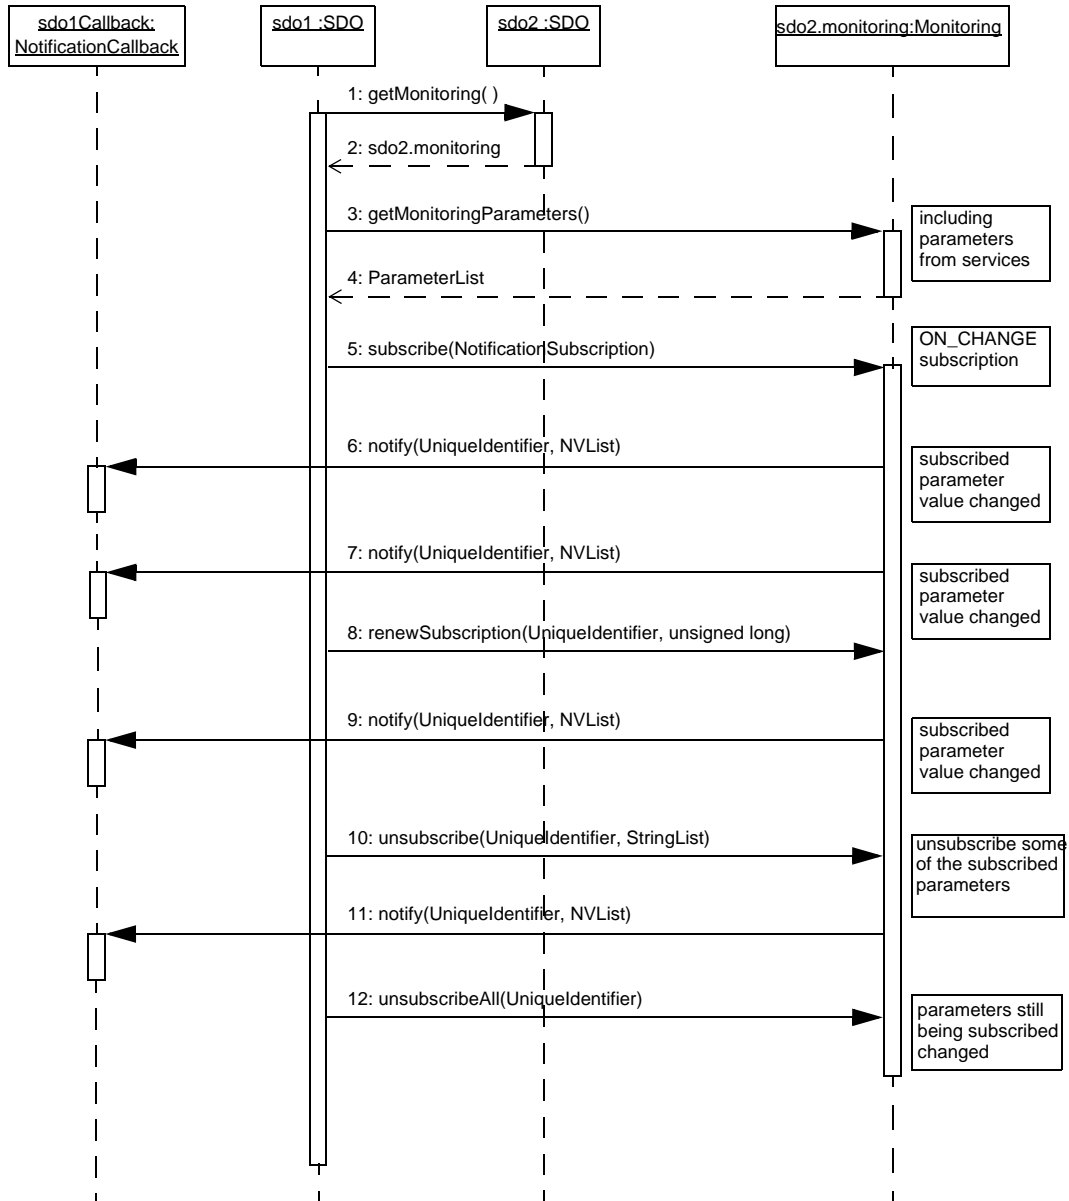 sdo1Callback:
NotificationCallback
sdo1 :SDO
sdo2 :SDO
sdo2.monitoring:Monitoring
1: getMonitoring( )
2: sdo2.monitoring
3: getMonitoringParameters()
including
parameters
from services
4: ParameterList
5: subscribe(NotificationSubscription)
ON_CHANGE
subscription
6: notify(UniqueIdentifier, NVList)
subscribed
parameter
value changed
7: notify(UniqueIdentifier, NVList)
subscribed
parameter
value changed
8: renewSubscription(UniqueIdentifier, unsigned long)
9: notify(UniqueIdentifier, NVList)
subscribed
parameter
value changed
10: unsubscribe(UniqueIdentifier, StringList)
unsubscribe some
of the subscribed
parameters
11: notify(UniqueIdentifier, NVList)
12: unsubscribeAll(UniqueIdentifier)
parameters still
being subscribed
changed